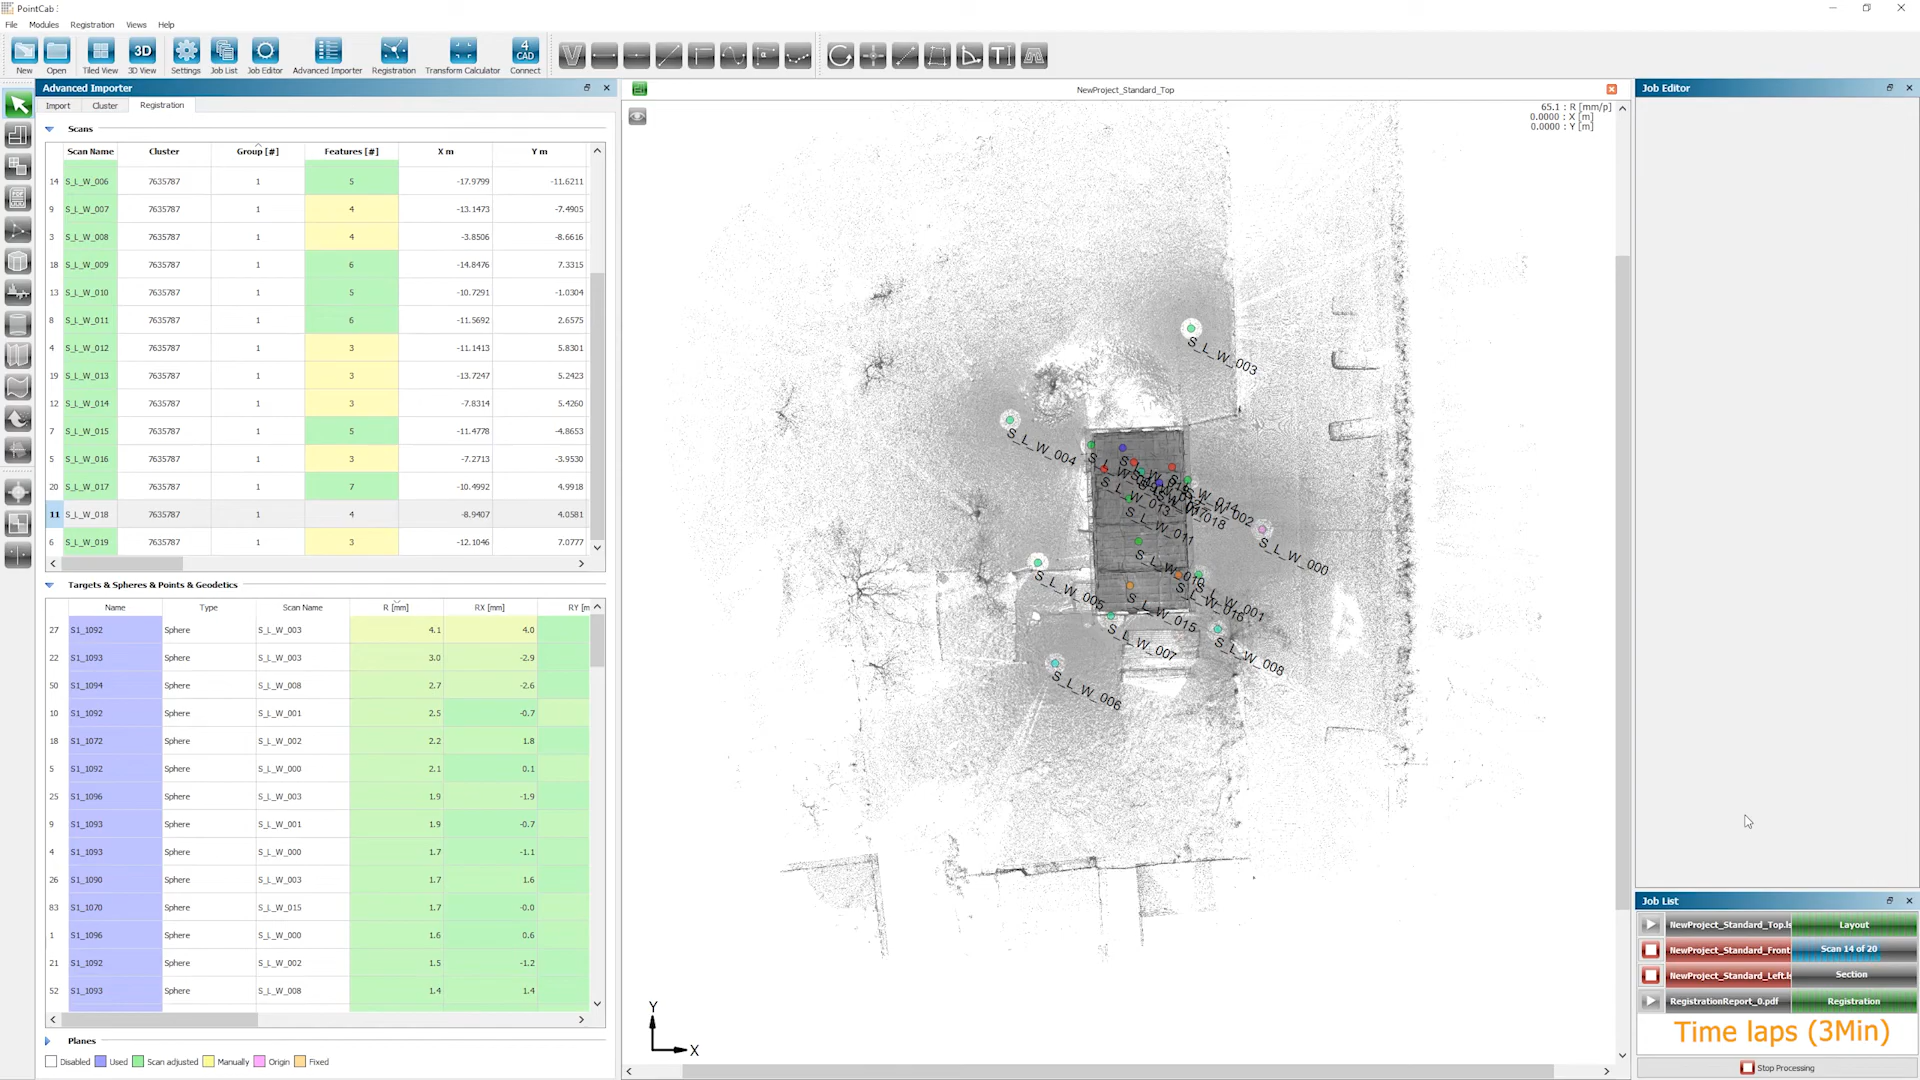 PointCab :
File Modules Registration Views Help
New Open Tiled View 3D View Settings Job List Job Editor Advanced Importer Registration Transform Calculator Connect
3D
4 CAD
Advanced Importer
Import Cluster Registration
Scans
Scan Name Cluster Group [#] Features [#] X m Y m
14 S_L_W_006 7635787 1 5 -17.9799 -11.6211
9 S_L_W_007 7635787 1 4 -13.1473 -7.4905
3 S_L_W_008 7635787 1 4 -3.8506 -8.6616
18 S_L_W_009 7635787 1 6 -14.8476 7.3315
13 S_L_W_010 7635787 1 5 -10.7291 -1.0304
8 S_L_W_011 7635787 1 6 -11.5692 2.6575
4 S_L_W_012 7635787 1 3 -11.1413 5.8301
19 S_L_W_013 7635787 1 3 -13.7247 5.2423
12 S_L_W_014 7635787 1 3 -7.8314 5.4260
7 S_L_W_015 7635787 1 5 -11.4778 -4.8653
5 S_L_W_016 7635787 1 3 -7.2713 -3.9530
20 S_L_W_017 7635787 1 7 -10.4992 4.9918
11 S_L_W_018 7635787 1 4 -8.9407 4.0581
6 S_L_W_019 7635787 1 3 -12.1046 7.0777
Targets & Spheres & Points & Geodetics
Name Type Scan Name R [mm] RX [mm] RY [m
27 S1_1092 Sphere S_L_W_003 4.1 4.0
22 S1_1093 Sphere S_L_W_003 3.0 -2.9
50 S1_1094 Sphere S_L_W_008 2.7 -2.6
10 S1_1092 Sphere S_L_W_001 2.5 -0.7
18 S1_1072 Sphere S_L_W_002 2.2 1.8
5 S1_1092 Sphere S_L_W_000 2.1 0.1
25 S1_1096 Sphere S_L_W_003 1.9 -1.9
9 S1_1093 Sphere S_L_W_001 1.9 -0.7
4 S1_1093 Sphere S_L_W_000 1.7 -1.1
26 S1_1090 Sphere S_L_W_003 1.7 1.6
83 S1_1070 Sphere S_L_W_015 1.7 -0.0
1 S1_1096 Sphere S_L_W_000 1.6 0.6
21 S1_1092 Sphere S_L_W_002 1.5 -1.2
52 S1_1093 Sphere S_L_W_008 1.4 1.4
Planes
Disabled Used Scan adjusted Manually Origin Fixed
NewProject_Standard_Top
65.1 : R [mm/p]
0.0000 : X [m]
0.0000 : Y [m]
S_L_W_003
S_L_W_004
S_L_W_013
S_L_W_014
S_L_W_002
S_L_W_018
S_L_W_011
S_L_W_000
S_L_W_010
S_L_W_005
S_L_W_001
S_L_W_016
S_L_W_015
S_L_W_007
S_L_W_008
S_L_W_006
Y
X
Job Editor
Job List
NewProject_Standard_Top.ls Layout
NewProject_Standard_Front Scan 14 of 20
NewProject_Standard_Left.ls Section
RegistrationReport_0.pdf Registration
Time laps (3Min)
Stop Processing